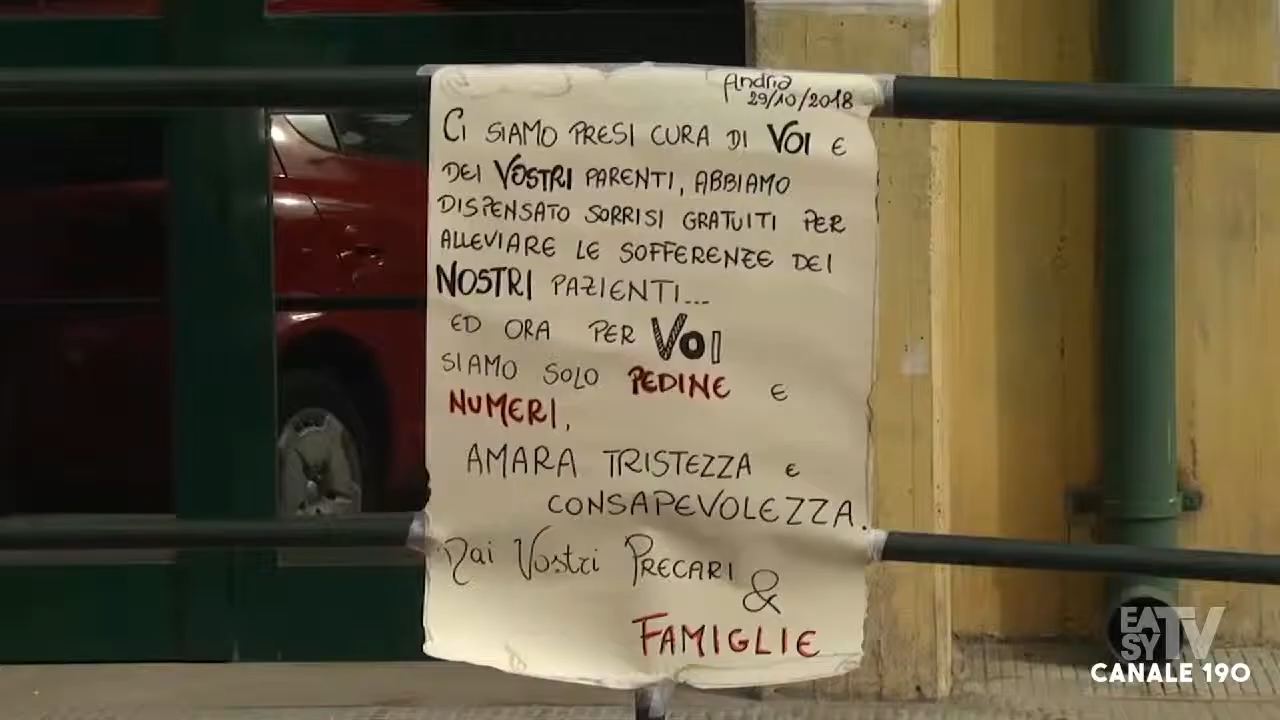 Andria
29/10/2018
CI SIAMO PRESI CURA DI VOI E
DEI VOSTRI PARENTI, ABBIAMO
DISPENSATO SORRISI GRATUITI PER
ALLEVIARE LE SOFFERENZE DEI
NOSTRI PAZIENTI...
ED ORA PER VOI
SIAMO SOLO PEDINE E
NUMERI,
AMARA TRISTEZZA E
CONSAPEVOLEZZA.
Dai Vostri PRECARI
&
FAMIGLIE
EASY TV
CANALE 190